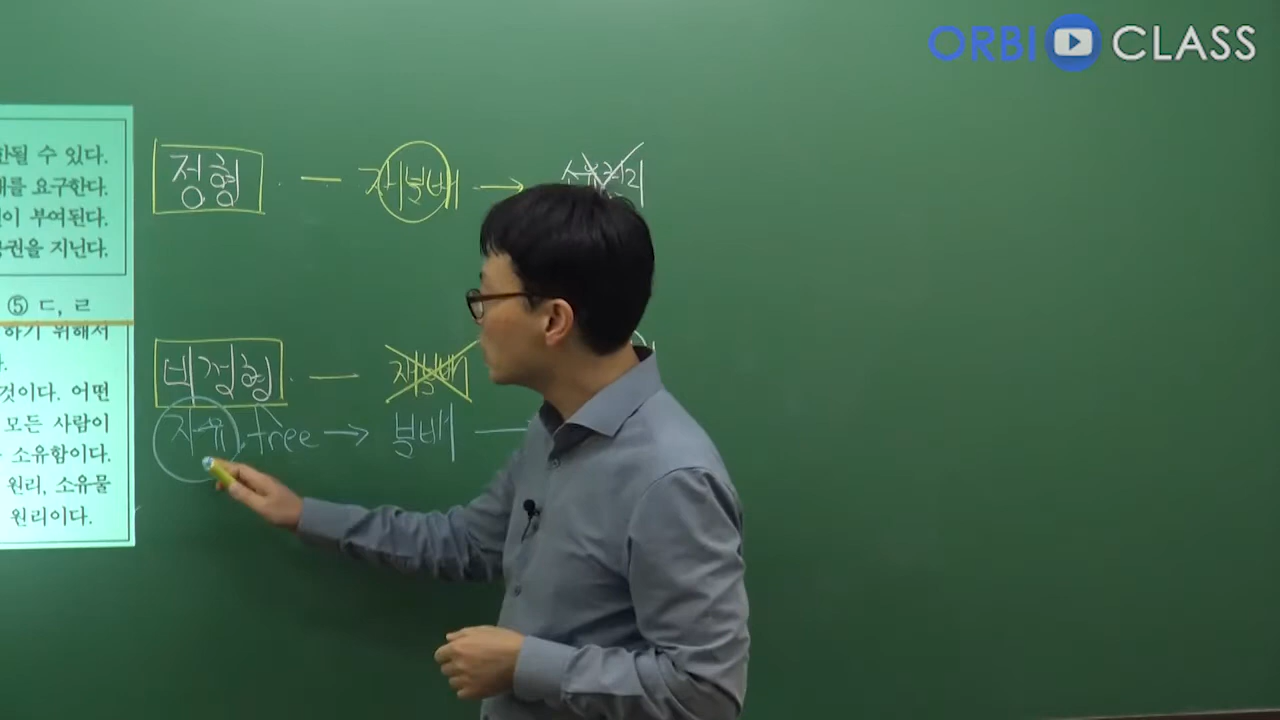 ORBI CLASS
한될 수 있다.
를 요구한다.
이 부여된다.
권을 지닌다.
⑤ ㄷ, ㄹ
하기 위해서
것이다. 어떤
모든 사람이
소유함이다.
원리, 소유물
원리이다.
정형 — 재분배 →
비정형 — 재분배
자유 free → 분배 —